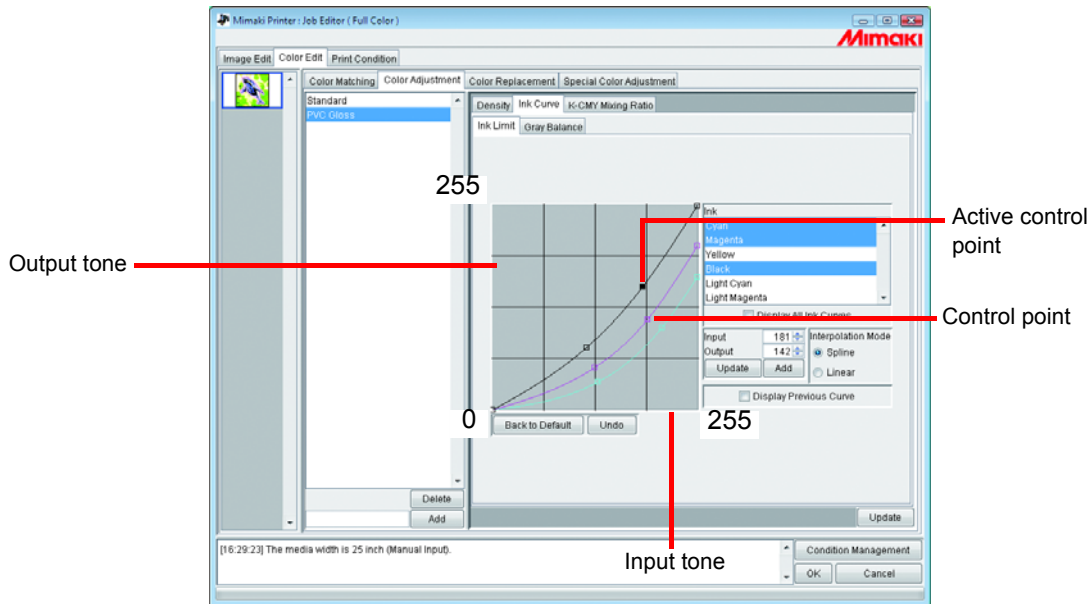 Mimaki Printer : Job Editor ( Full Color )
Mimaki
Image Edit Color Edit Print Condition
Color Matching Color Adjustment Color Replacement Special Color Adjustment
Standard
PVC Gloss
Density Ink Curve K-CMY Mixing Ratio
Ink Limit Gray Balance
255
Ink
Cyan
Magenta
Yellow
Black
Light Cyan
Light Magenta
Display All Ink Curves
Input 181
Output 142
Update Add
Interpolation Mode
Spline
Linear
Display Previous Curve
0
255
Back to Default Undo
Output tone
Active control
point
Control point
Input tone
Delete
Add
Update
[16:29:23] The media width is 25 inch (Manual Input).
Condition Management
OK Cancel